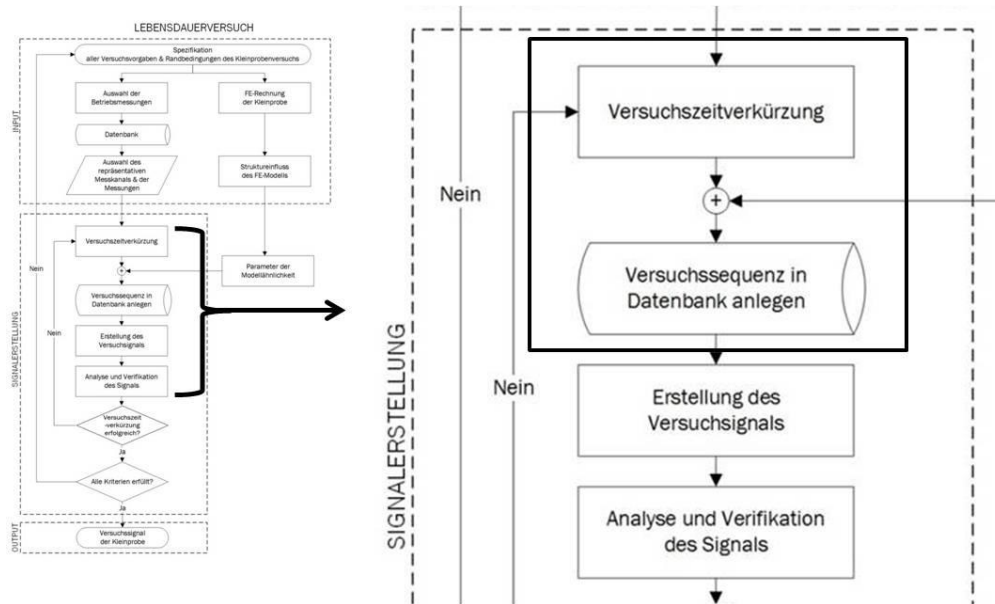 LEBENSDAUERVERSUCH
Spezifikation
aller Versuchsvorgaben & Randbedingungen des Kleinprobenversuchs
Auswahl der
Betriebsmessungen
FE-Rechnung
der Kleinprobe
INPUT
Datenbank
Auswahl des
repräsentativen
Messkanals & der
Messungen
Struktureinfluss
des FE-Modells
Versuchszeitverkürzung
Nein
+
Parameter der
Modellähnlichkeit
Versuchssequenz in
Datenbank anlegen
Nein
Erstellung des
Versuchsignals
SIGNALERSTELLUNG
Analyse und Verifikation
des Signals
Versuchszeit
-verkürzung
erfolgreich?
Ja
Alle Kriterien erfüllt?
Ja
OUTPUT
Versuchssignal
der Kleinprobe
Versuchszeitverkürzung
Nein
+
Versuchssequenz in
Datenbank anlegen
SIGNALERSTELLUNG
Nein
Erstellung des
Versuchsignals
Analyse und Verifikation
des Signals